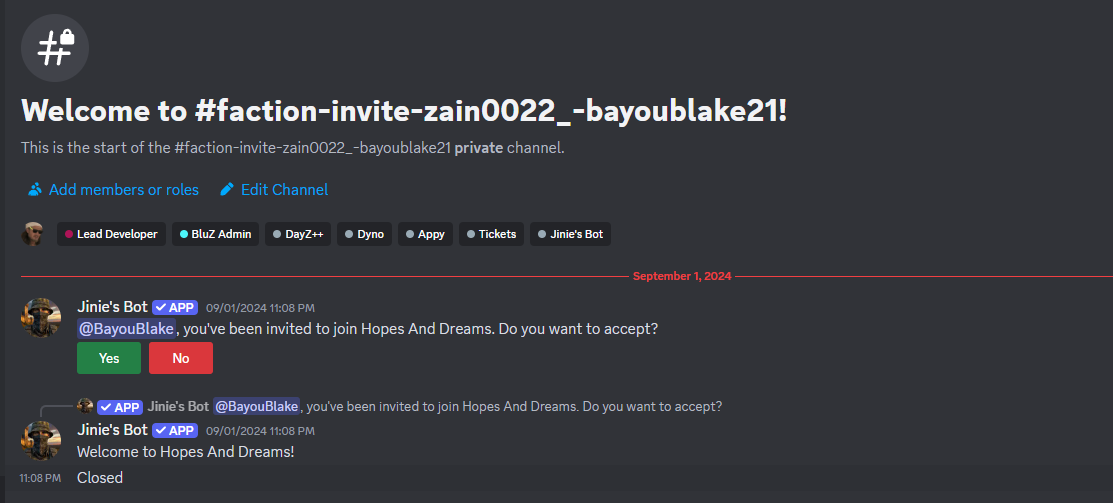 Welcome to #faction-invite-zain0022_-bayoublake21!
This is the start of the #faction-invite-zain0022_-bayoublake21 private channel.
Add members or roles Edit Channel
Lead Developer BluZ Admin DayZ++ Dyno Appy Tickets Jinie's Bot
September 1, 2024
Jinie's Bot APP 09/01/2024 11:08 PM
@BayouBlake, you've been invited to join Hopes And Dreams. Do you want to accept?
Yes No
APP Jinie's Bot @BayouBlake, you've been invited to join Hopes And Dreams. Do you want to accept?
Jinie's Bot APP 09/01/2024 11:08 PM
Welcome to Hopes And Dreams!
11:08 PM Closed